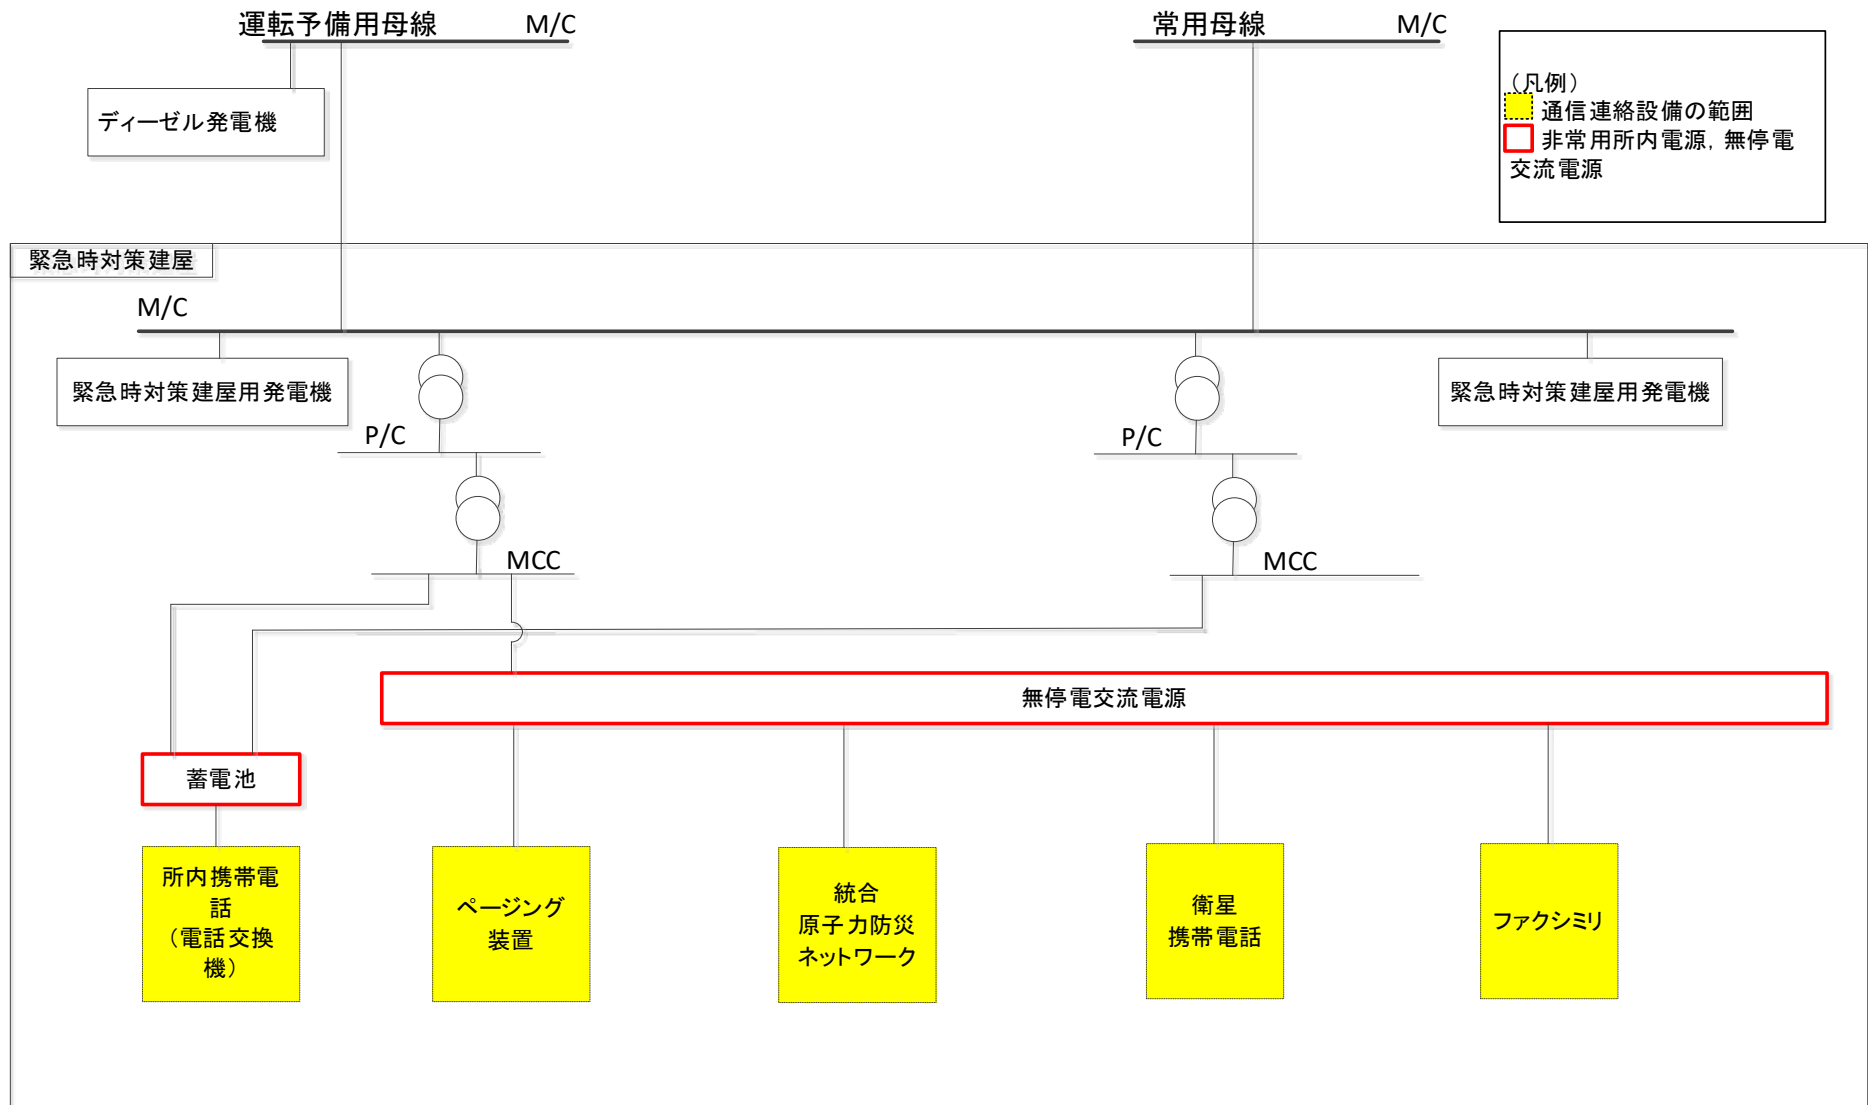 運転予備用母線 M/C
常用母線 M/C
ディーゼル発電機
（凡例）
通信連絡設備の範囲
非常用所内電源，無停電
交流電源
緊急時対策建屋
M/C
緊急時対策建屋用発電機
緊急時対策建屋用発電機
P/C
P/C
MCC
MCC
無停電交流電源
蓄電池
所内携帯電
話
（電話交換
機）
ページング
装置
統合
原子力防災
ネットワーク
衛星
携帯電話
ファクシミリ